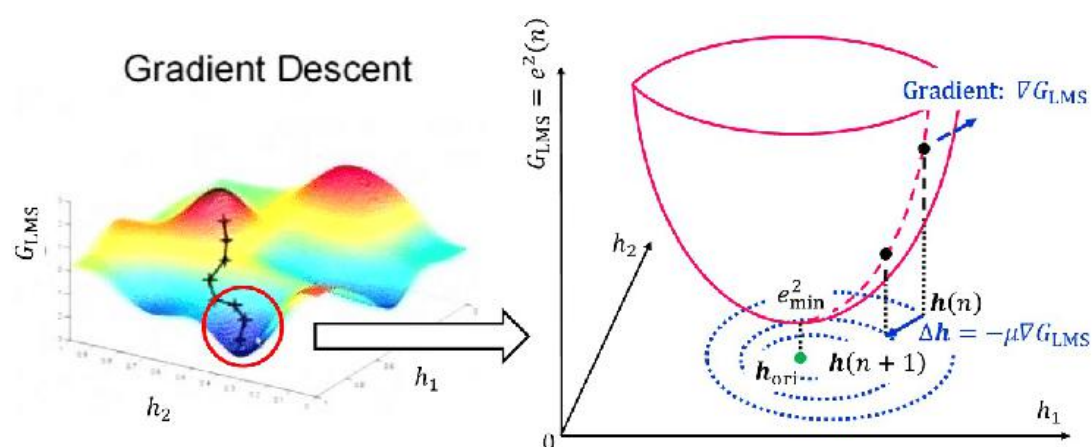 Gradient Descent
G_LMS
h_2
h_1
G_LMS = e^2(n)
Gradient: ∇G_LMS
h_2
e^2_min
h(n)
Δh = −μ∇G_LMS
h_ori
h(n + 1)
0
h_1